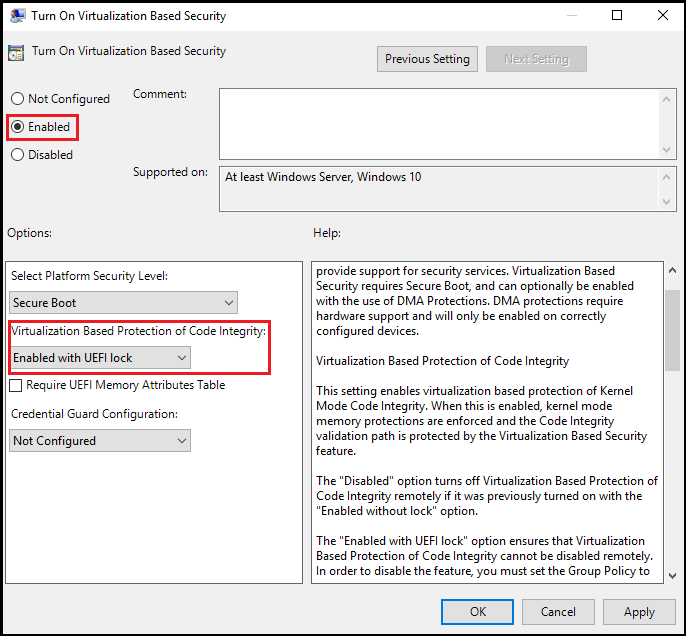 Turn On Virtualization Based Security
Turn On Virtualization Based Security
Previous Setting
Next Setting
Not Configured
Enabled
Disabled
Comment:
Supported on:
At least Windows Server, Windows 10
Options:
Help:
Select Platform Security Level:
Secure Boot
Virtualization Based Protection of Code Integrity:
Enabled with UEFI lock
Require UEFI Memory Attributes Table
Credential Guard Configuration:
Not Configured
provide support for security services. Virtualization Based
Security requires Secure Boot, and can optionally be enabled
with the use of DMA Protections. DMA protections require
hardware support and will only be enabled on correctly
configured devices.
Virtualization Based Protection of Code Integrity
This setting enables virtualization based protection of Kernel
Mode Code Integrity. When this is enabled, kernel mode
memory protections are enforced and the Code Integrity
validation path is protected by the Virtualization Based Security
feature.
The "Disabled" option turns off Virtualization Based Protection of
Code Integrity remotely if it was previously turned on with the
"Enabled without lock" option.
The "Enabled with UEFI lock" option ensures that Virtualization
Based Protection of Code Integrity cannot be disabled remotely.
In order to disable the feature, you must set the Group Policy to
OK
Cancel
Apply